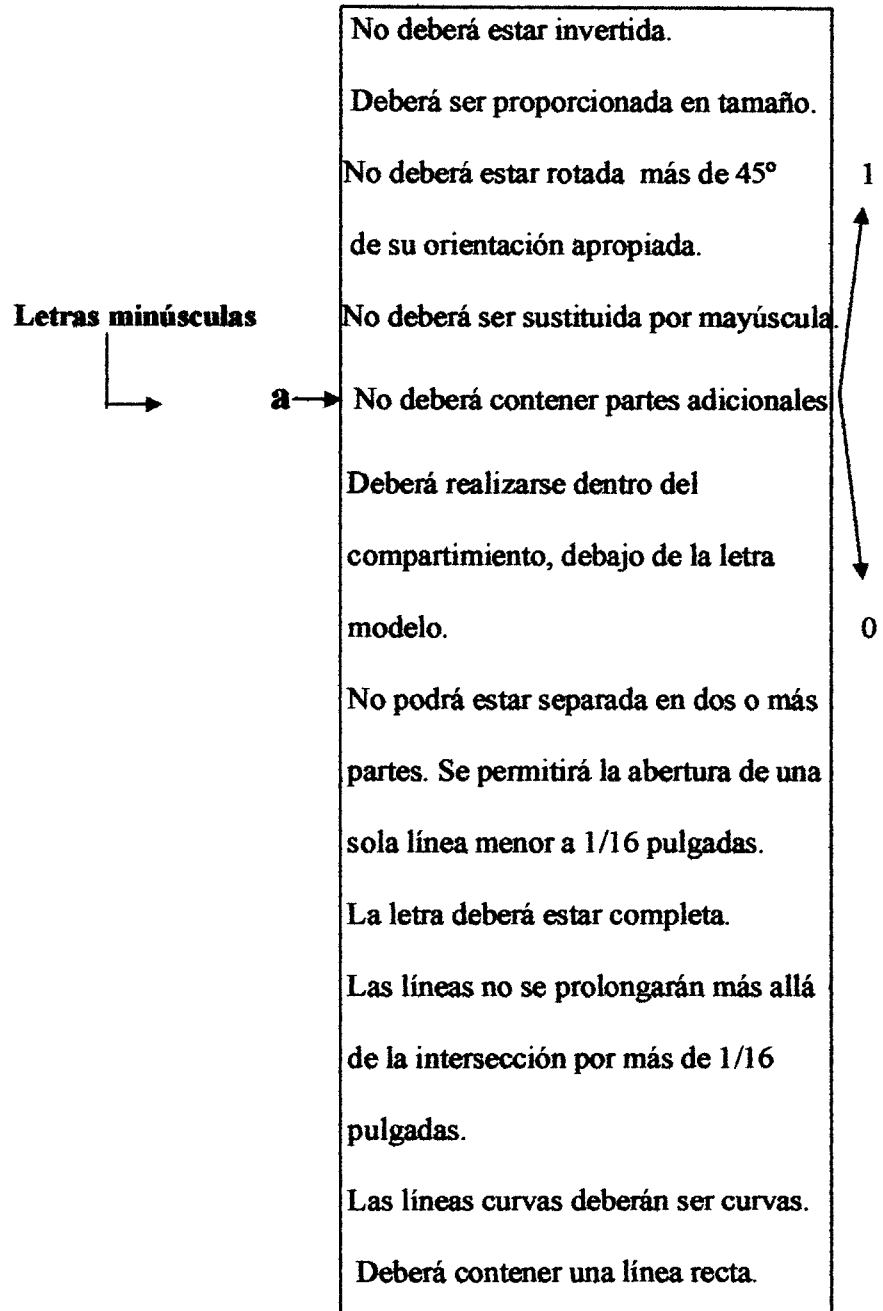 No deberá estar invertida.
Deberá ser proporcionada en tamaño.
No deberá estar rotada más de 45º
1
de su orientación apropiada.
Letras minúsculas
No deberá ser sustituida por mayúscula.
a
No deberá contener partes adicionales
Deberá realizarse dentro del
compartimiento, debajo de la letra
modelo.
0
No podrá estar separada en dos o más
partes. Se permitirá la abertura de una
sola línea menor a 1/16 pulgadas.
La letra deberá estar completa.
Las líneas no se prolongarán más allá
de la intersección por más de 1/16
pulgadas.
Las líneas curvas deberán ser curvas.
Deberá contener una línea recta.